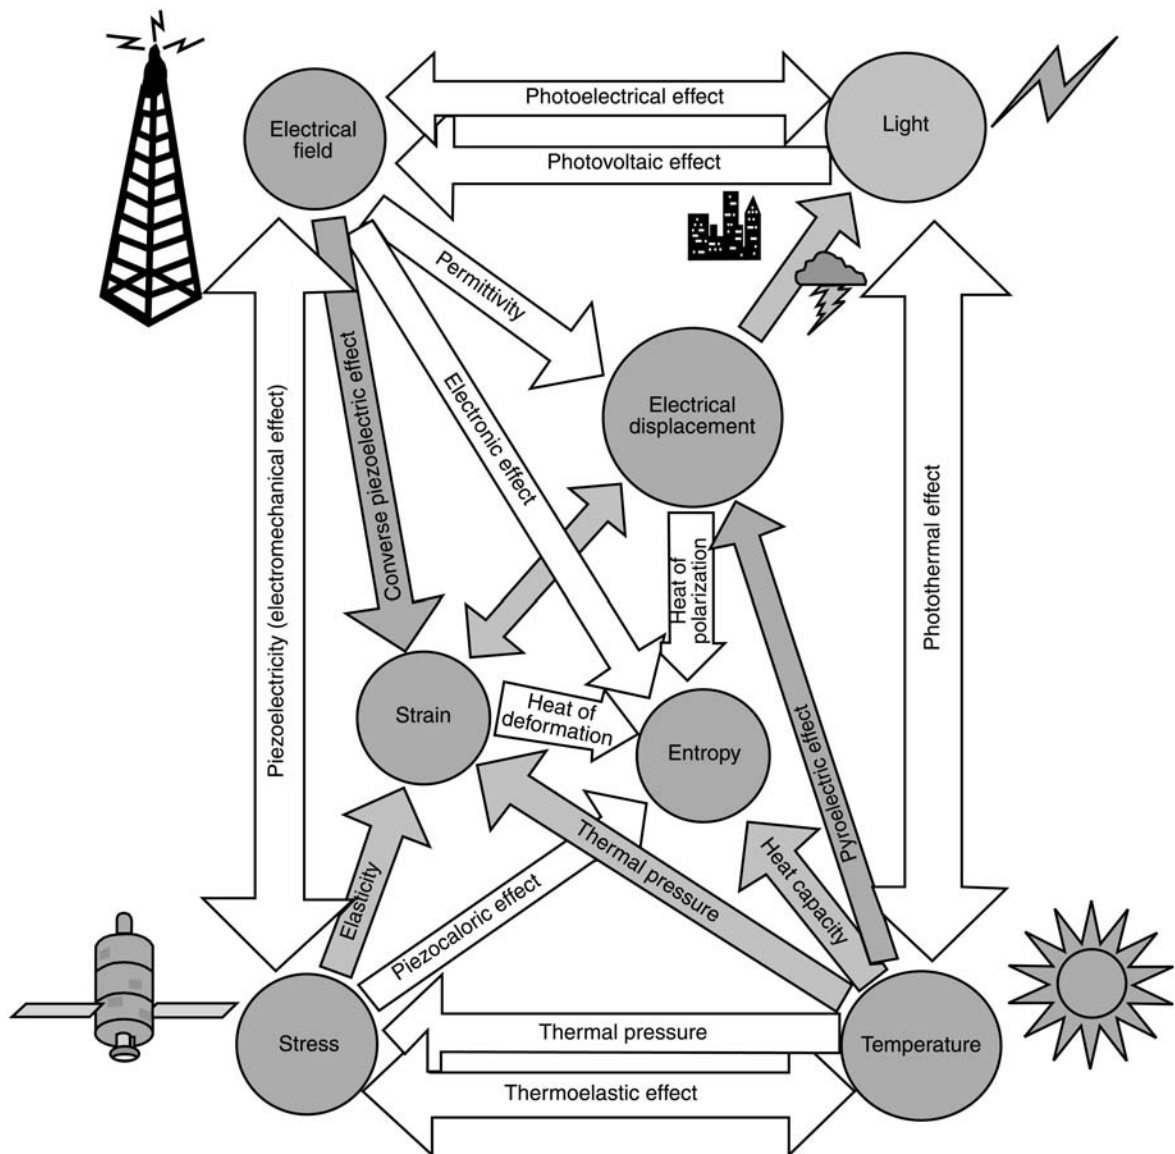 Electrical
field
Photoelectrical effect
Light
Photovoltaic effect
Permittivity
Converse piezoelectric effect
Electronic effect
Electrical
displacement
Piezoelectricity (electromechanical effect)
Photothermal effect
Heat of
polarization
Strain
Heat of
deformation
Entropy
Pyroelectric effect
Elasticity
Piezocaloric effect
Thermal pressure
Heat capacity
Stress
Thermal pressure
Temperature
Thermoelastic effect